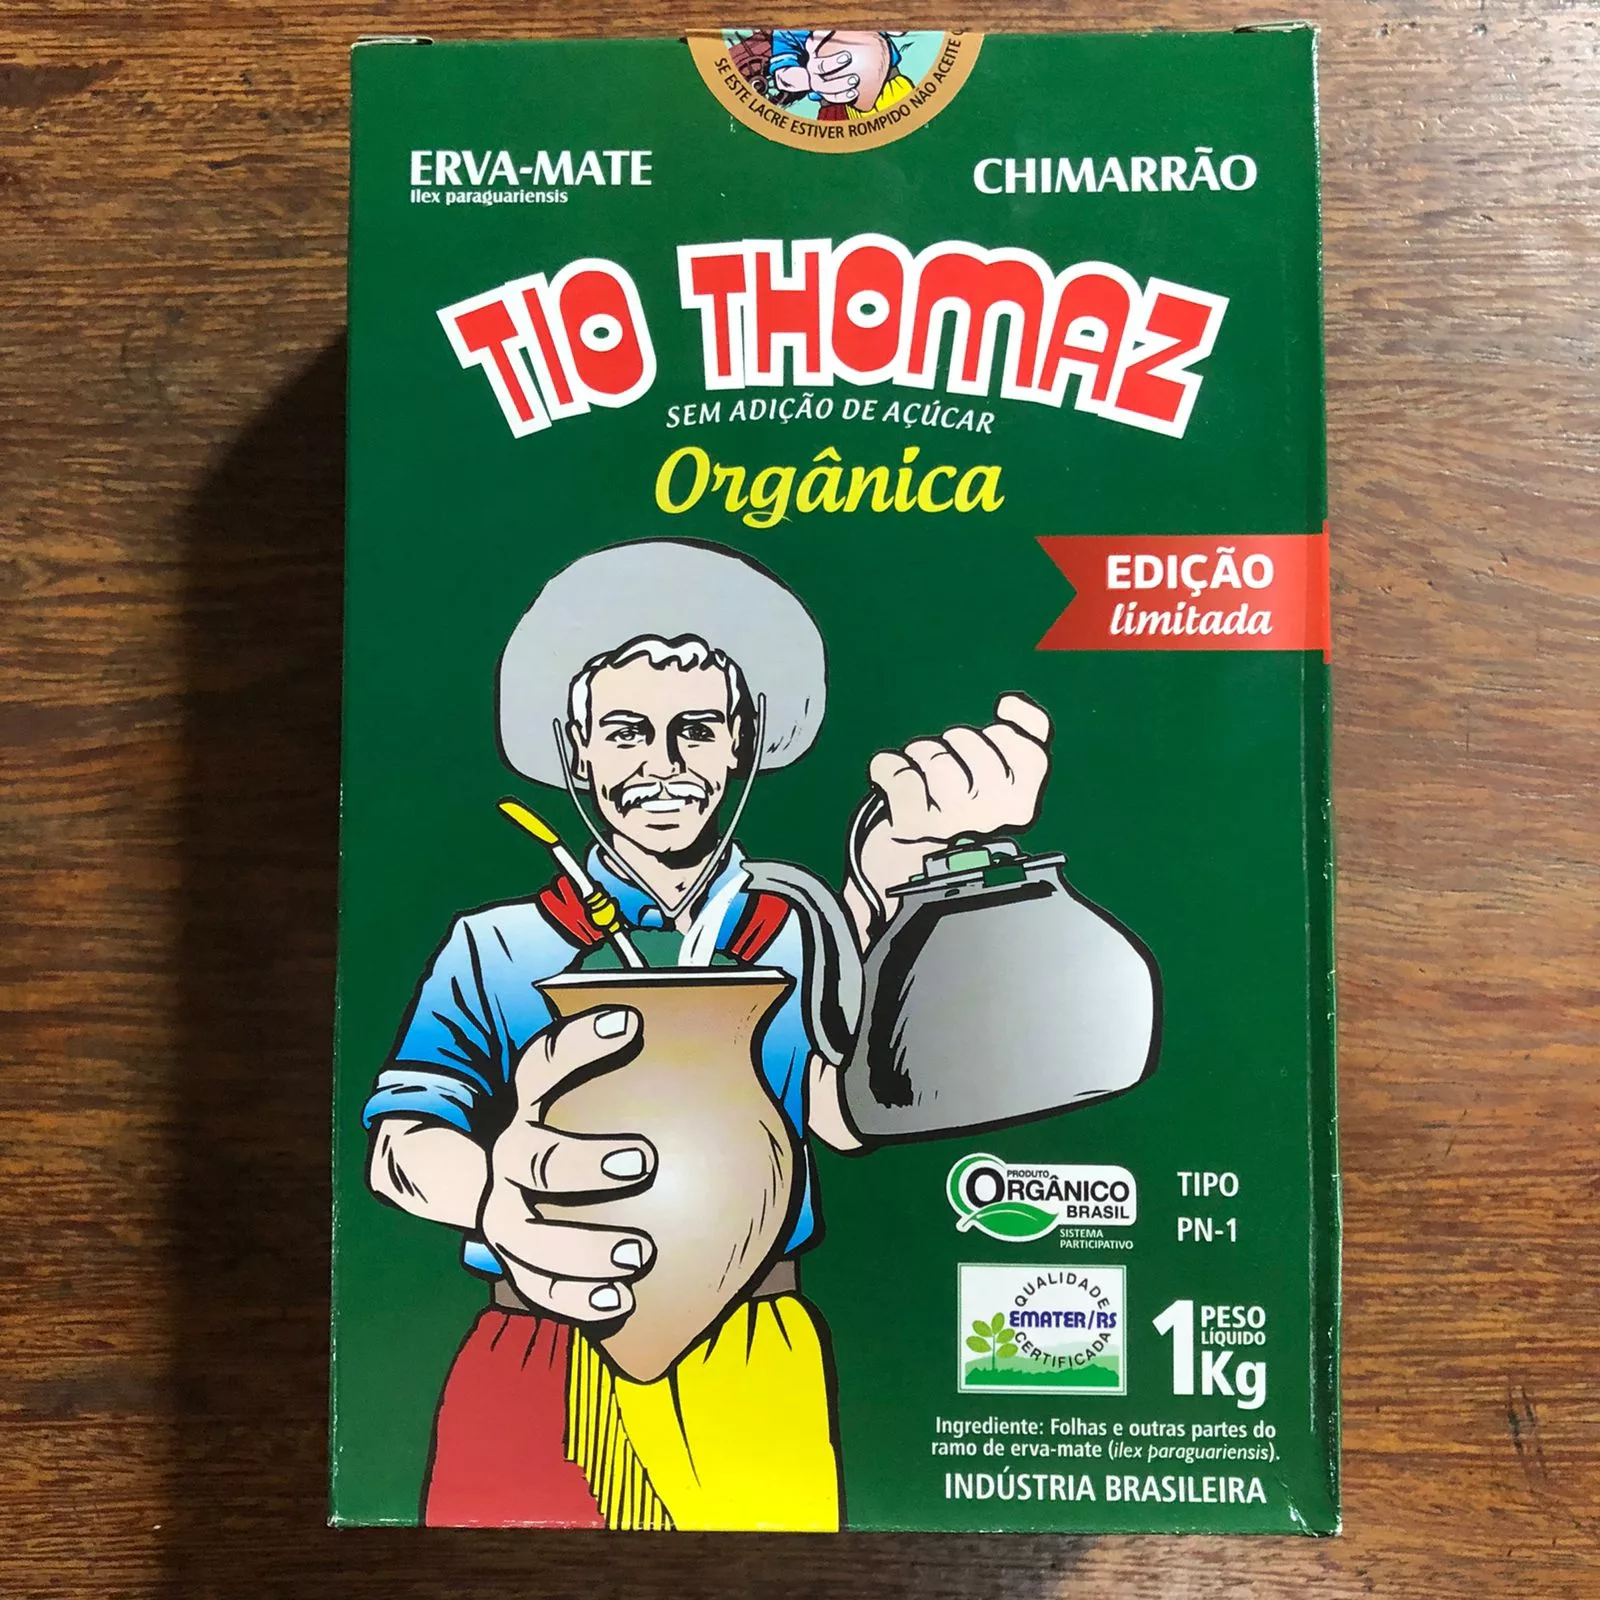 SE ESTE LACRE ESTIVER ROMPIDO NÃO ACEITE
ERVA-MATE
Ilex paraguariensis
CHIMARRÃO
TIO THOMAZ
SEM ADIÇÃO DE AÇÚCAR
Orgânica
EDIÇÃO
limitada
PRODUTO
ORGÂNICO
BRASIL
SISTEMA
PARTICIPATIVO
TIPO
PN-1
QUALIDADE
EMATER/RS
CERTIFICADA
1Kg
PESO
LÍQUIDO
Ingrediente: Folhas e outras partes do
ramo de erva-mate (ilex paraguariensis).
INDÚSTRIA BRASILEIRA